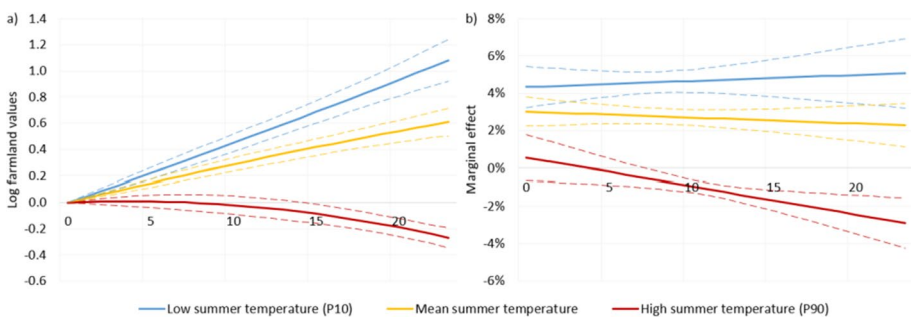 a)
1.4
1.2
1.0
0.8
0.6
0.4
0.2
0.0
-0.2
-0.4
-0.6
Log farmland values
0 5 10 15 20
b)
8%
6%
4%
2%
0%
-2%
-4%
-6%
Marginal effect
0 5 10 15 20
Low summer temperature (P10) Mean summer temperature High summer temperature (P90)